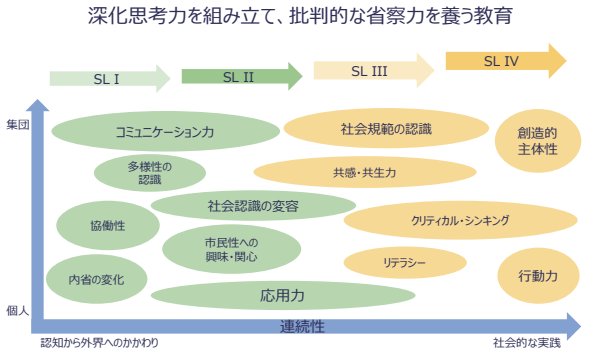 深化思考力を組み立て、批判的な省察力を養う教育
SL I
SL II
SL III
SL IV
集団
コミュニケーション力
社会規範の認識
創造的
主体性
多様性の
認識
共感・共生力
社会認識の変容
協働性
クリティカル・シンキング
市民性への
興味・関心
内省の変化
リテラシー
行動力
応用力
個人
連続性
認知から外界へのかかわり
社会的な実践